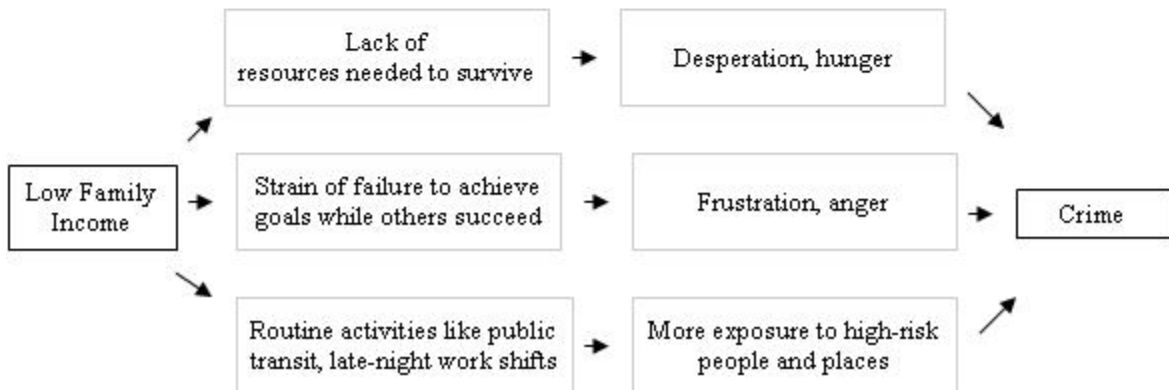 Lack of
resources needed to survive
Desperation, hunger
Low Family
Income
Strain of failure to achieve
goals while others succeed
Frustration, anger
Crime
Routine activities like public
transit, late-night work shifts
More exposure to high-risk
people and places